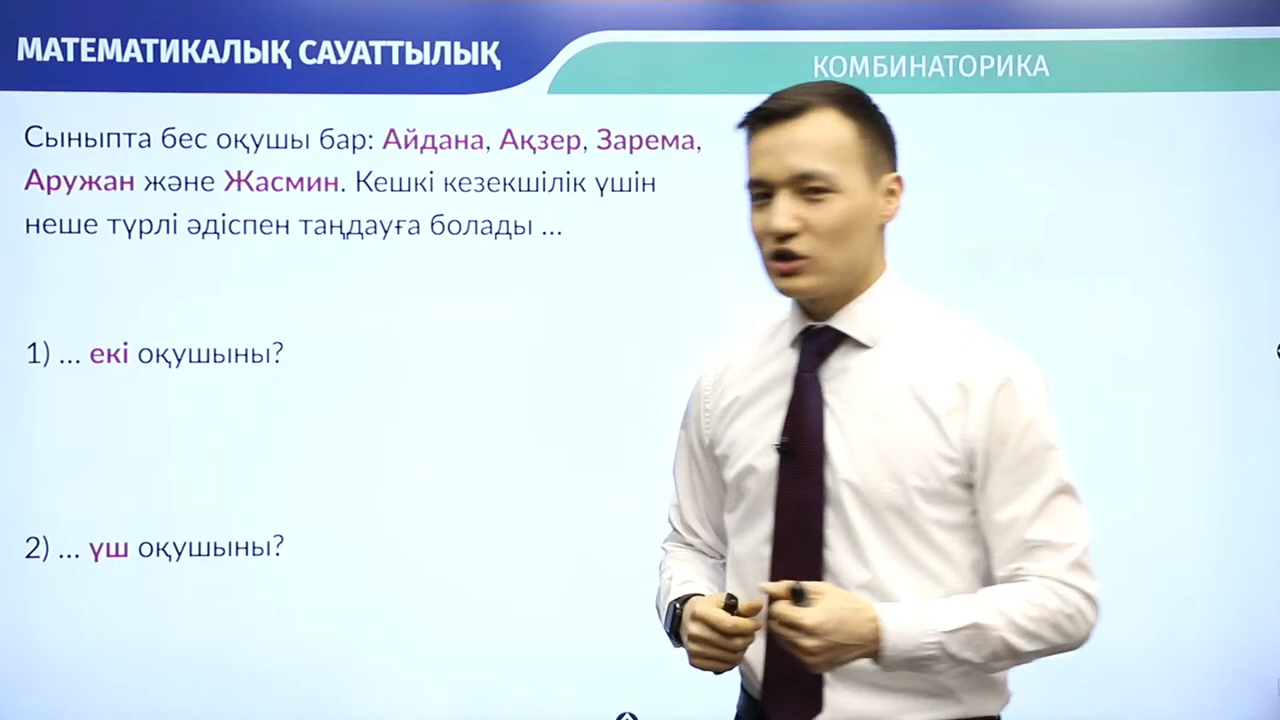 МАТЕМАТИКАЛЫҚ САУАТТЫЛЫҚ
КОМБИНАТОРИКА
Сыныпта бес оқушы бар: Айдана, Ақзер, Зарема,
Аружан және Жасмин. Кешкі кезекшілік үшін
неше түрлі әдіспен таңдауға болады ...
1) ... екі оқушыны?
2) ... үш оқушыны?